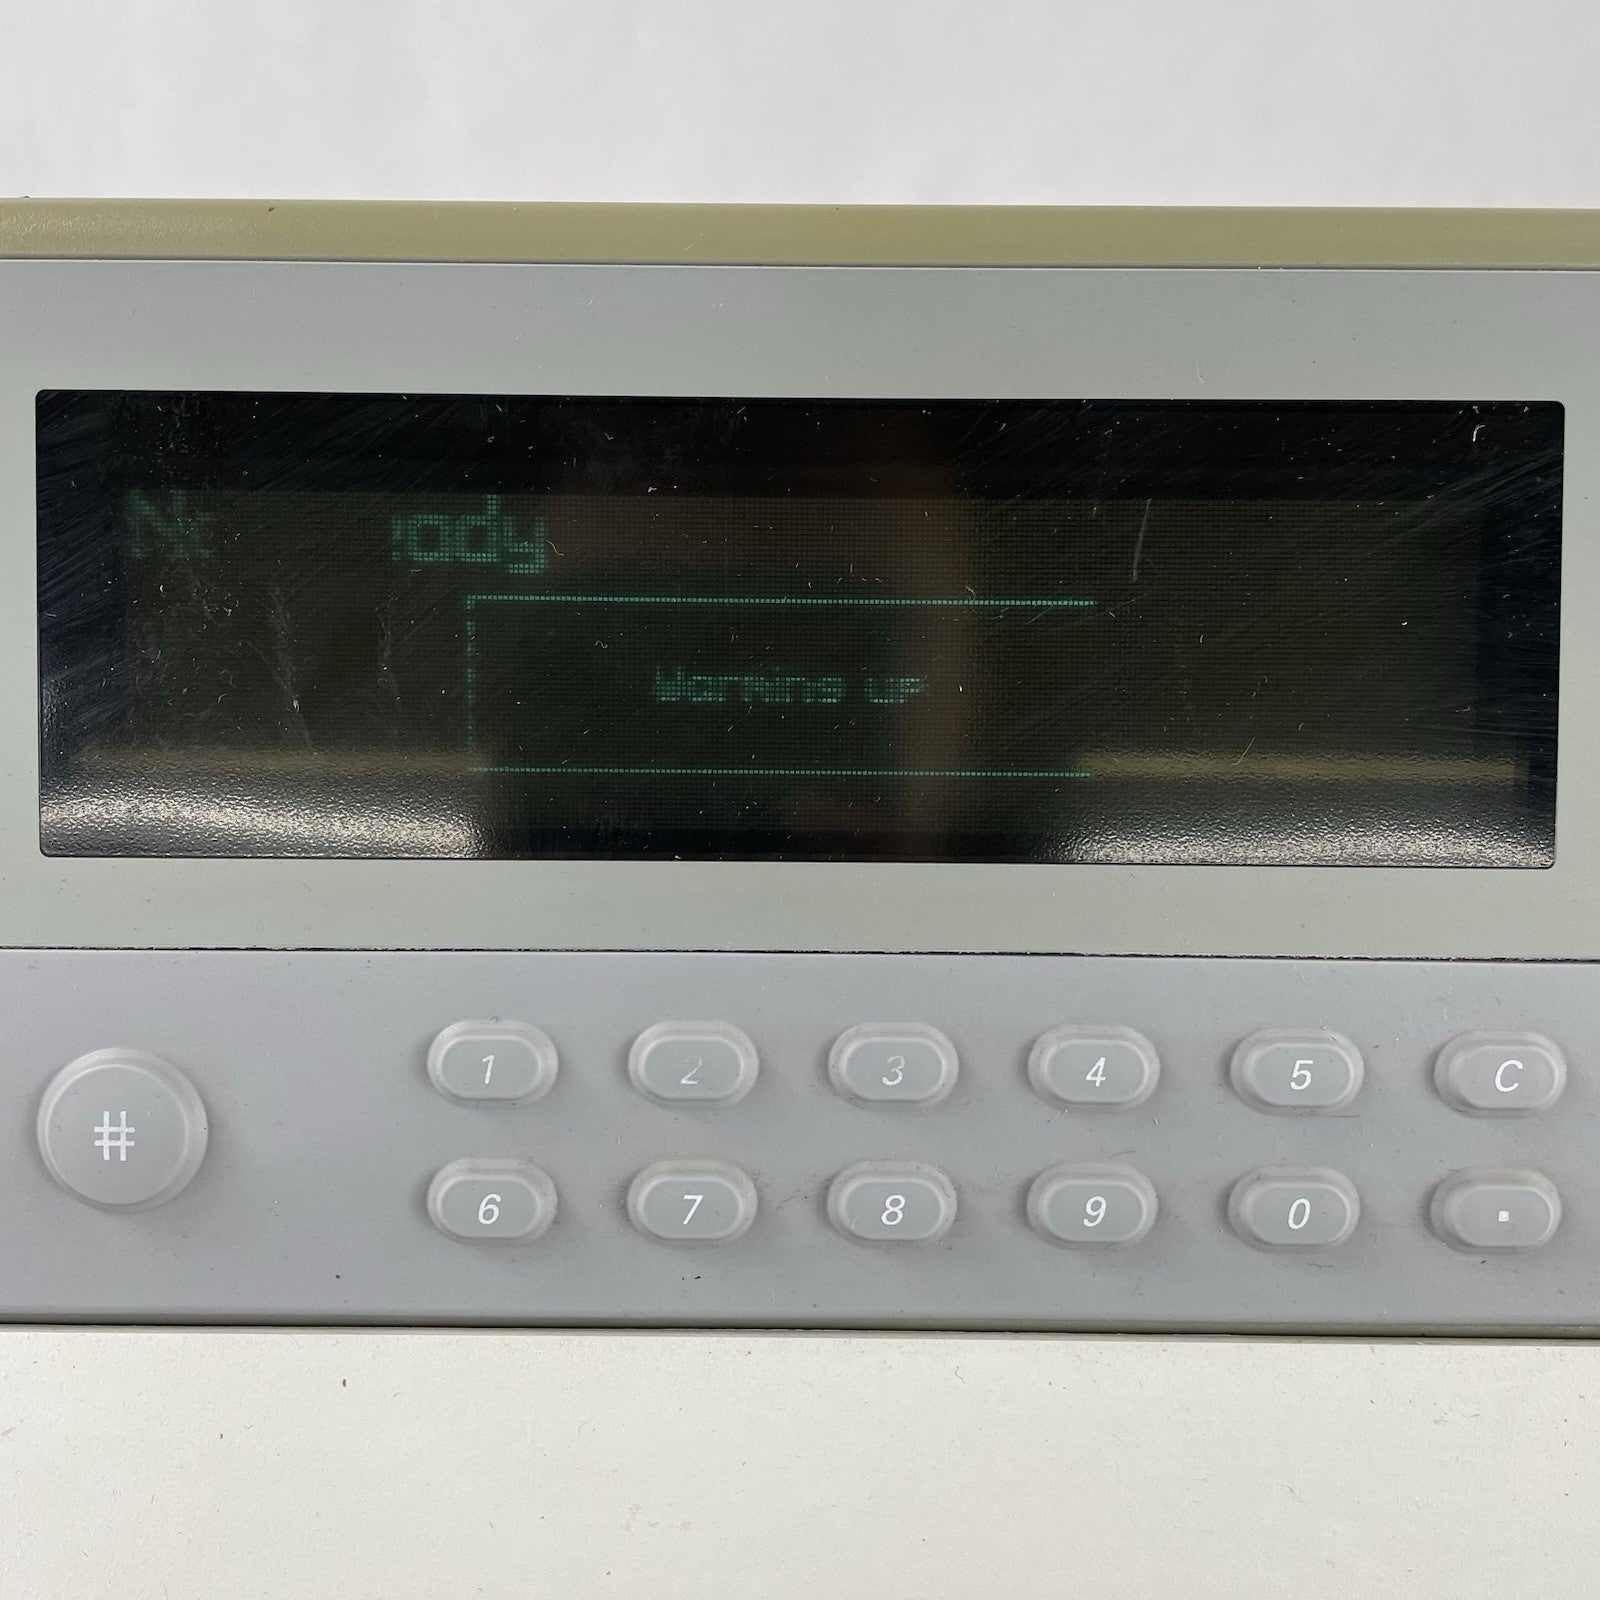 Warming up
# 1 2 3 4 5 C
6 7 8 9 0 .